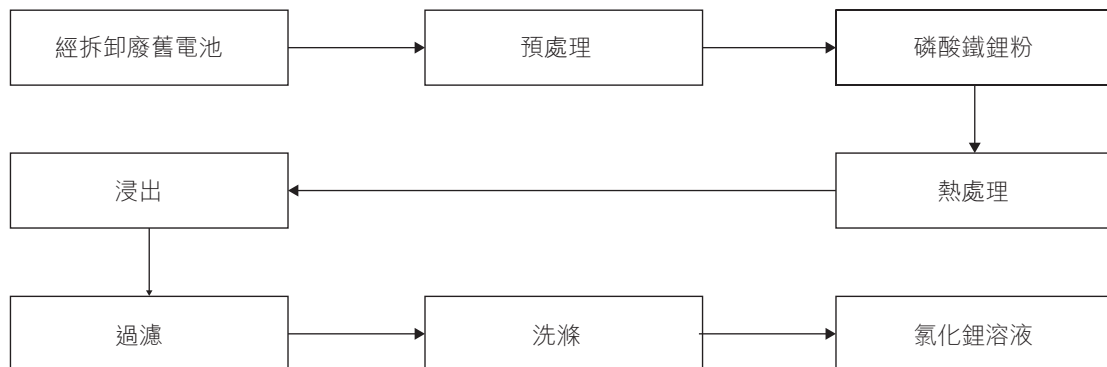 經拆卸廢舊電池
預處理
磷酸鐵鋰粉
熱處理
浸出
過濾
洗滌
氯化鋰溶液